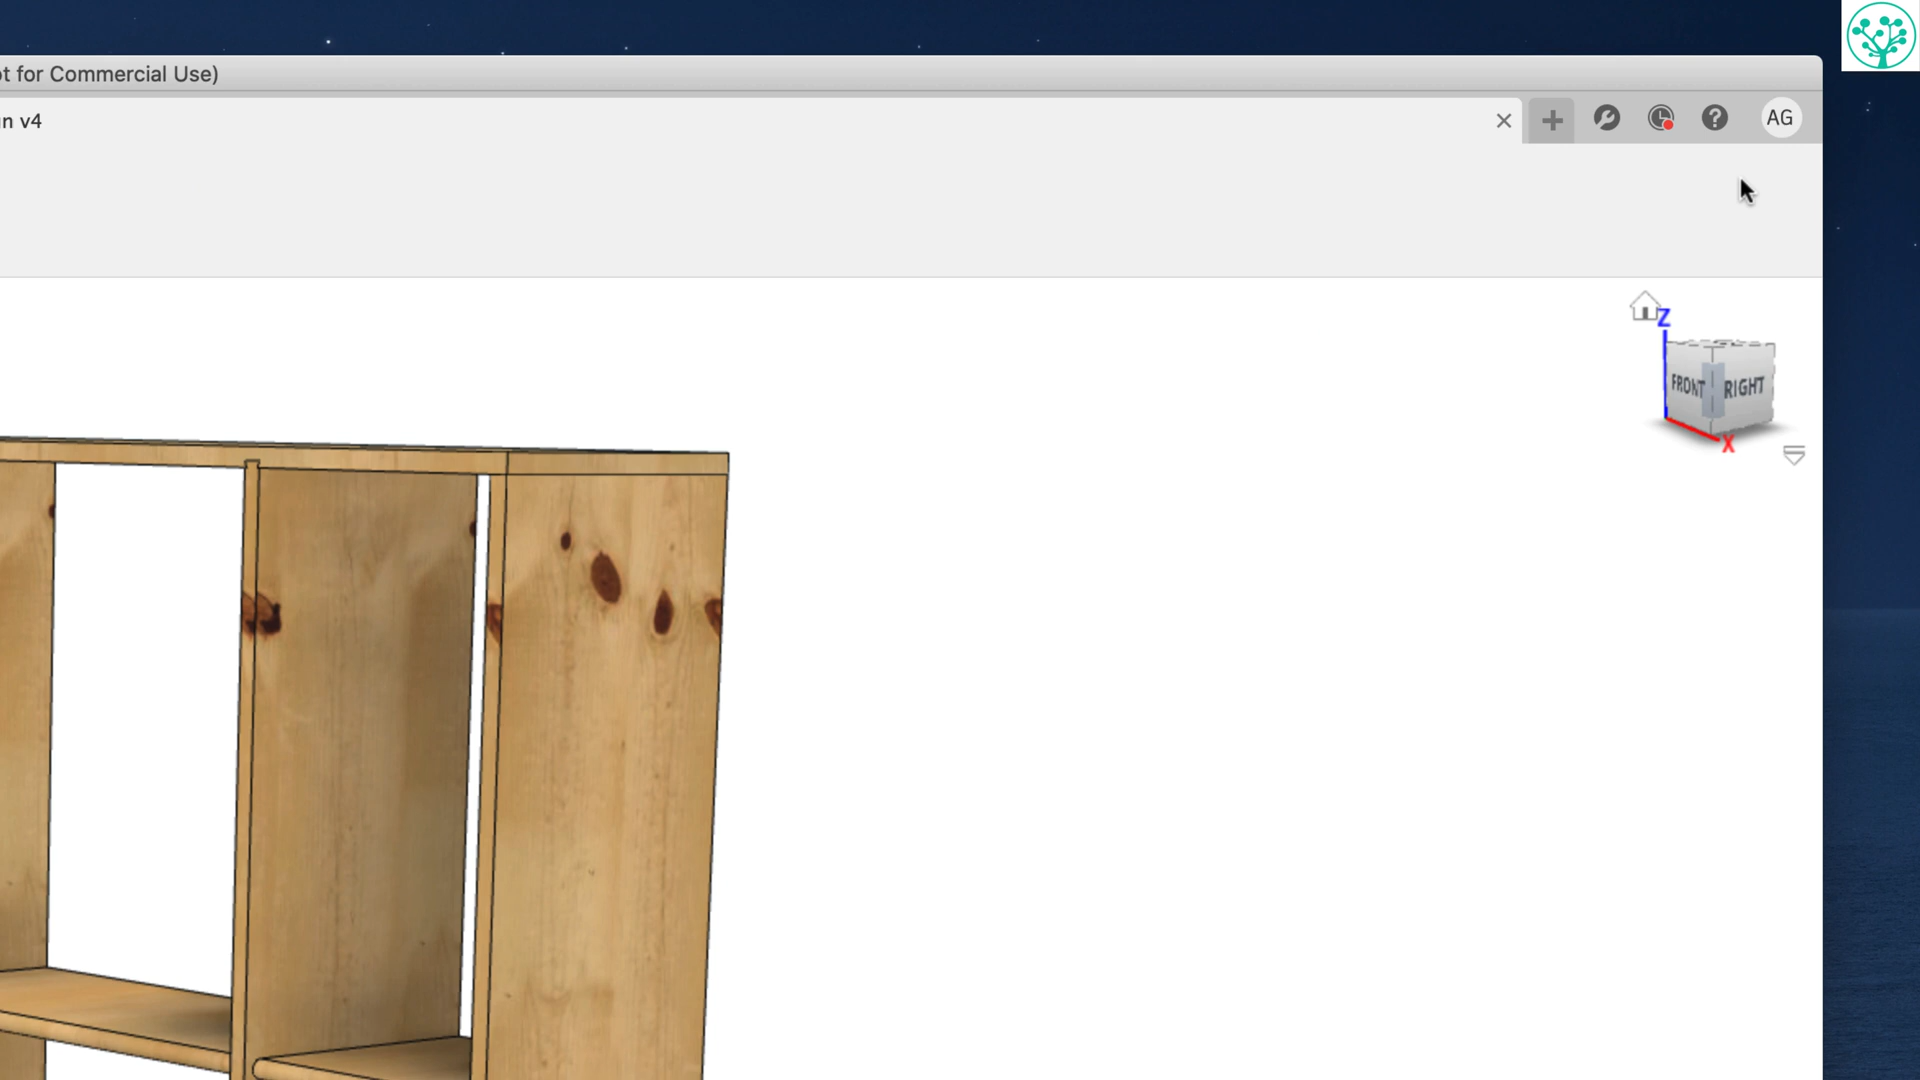 t for Commercial Use)
n v4
AG
Z
FRONT
RIGHT
X